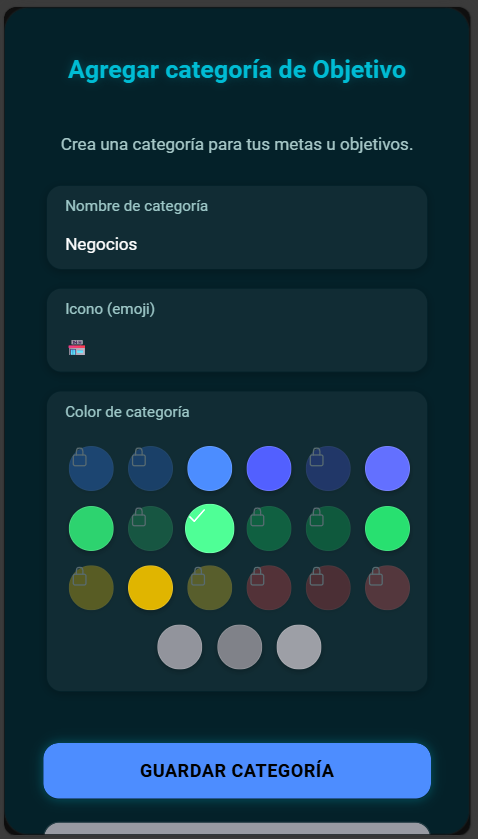 Agregar categoría de Objetivo
Crea una categoría para tus metas u objetivos.
Nombre de categoría
Negocios
Icono (emoji)
🏪
Color de categoría
GUARDAR CATEGORÍA